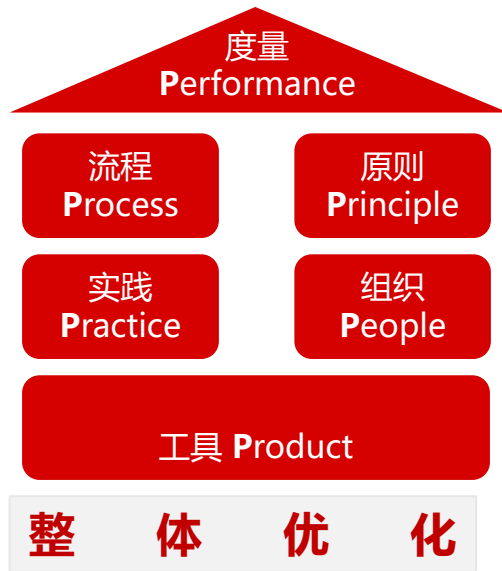 度量
Performance
流程
Process
原则
Principle
实践
Practice
组织
People
工具 Product
整 体 优 化